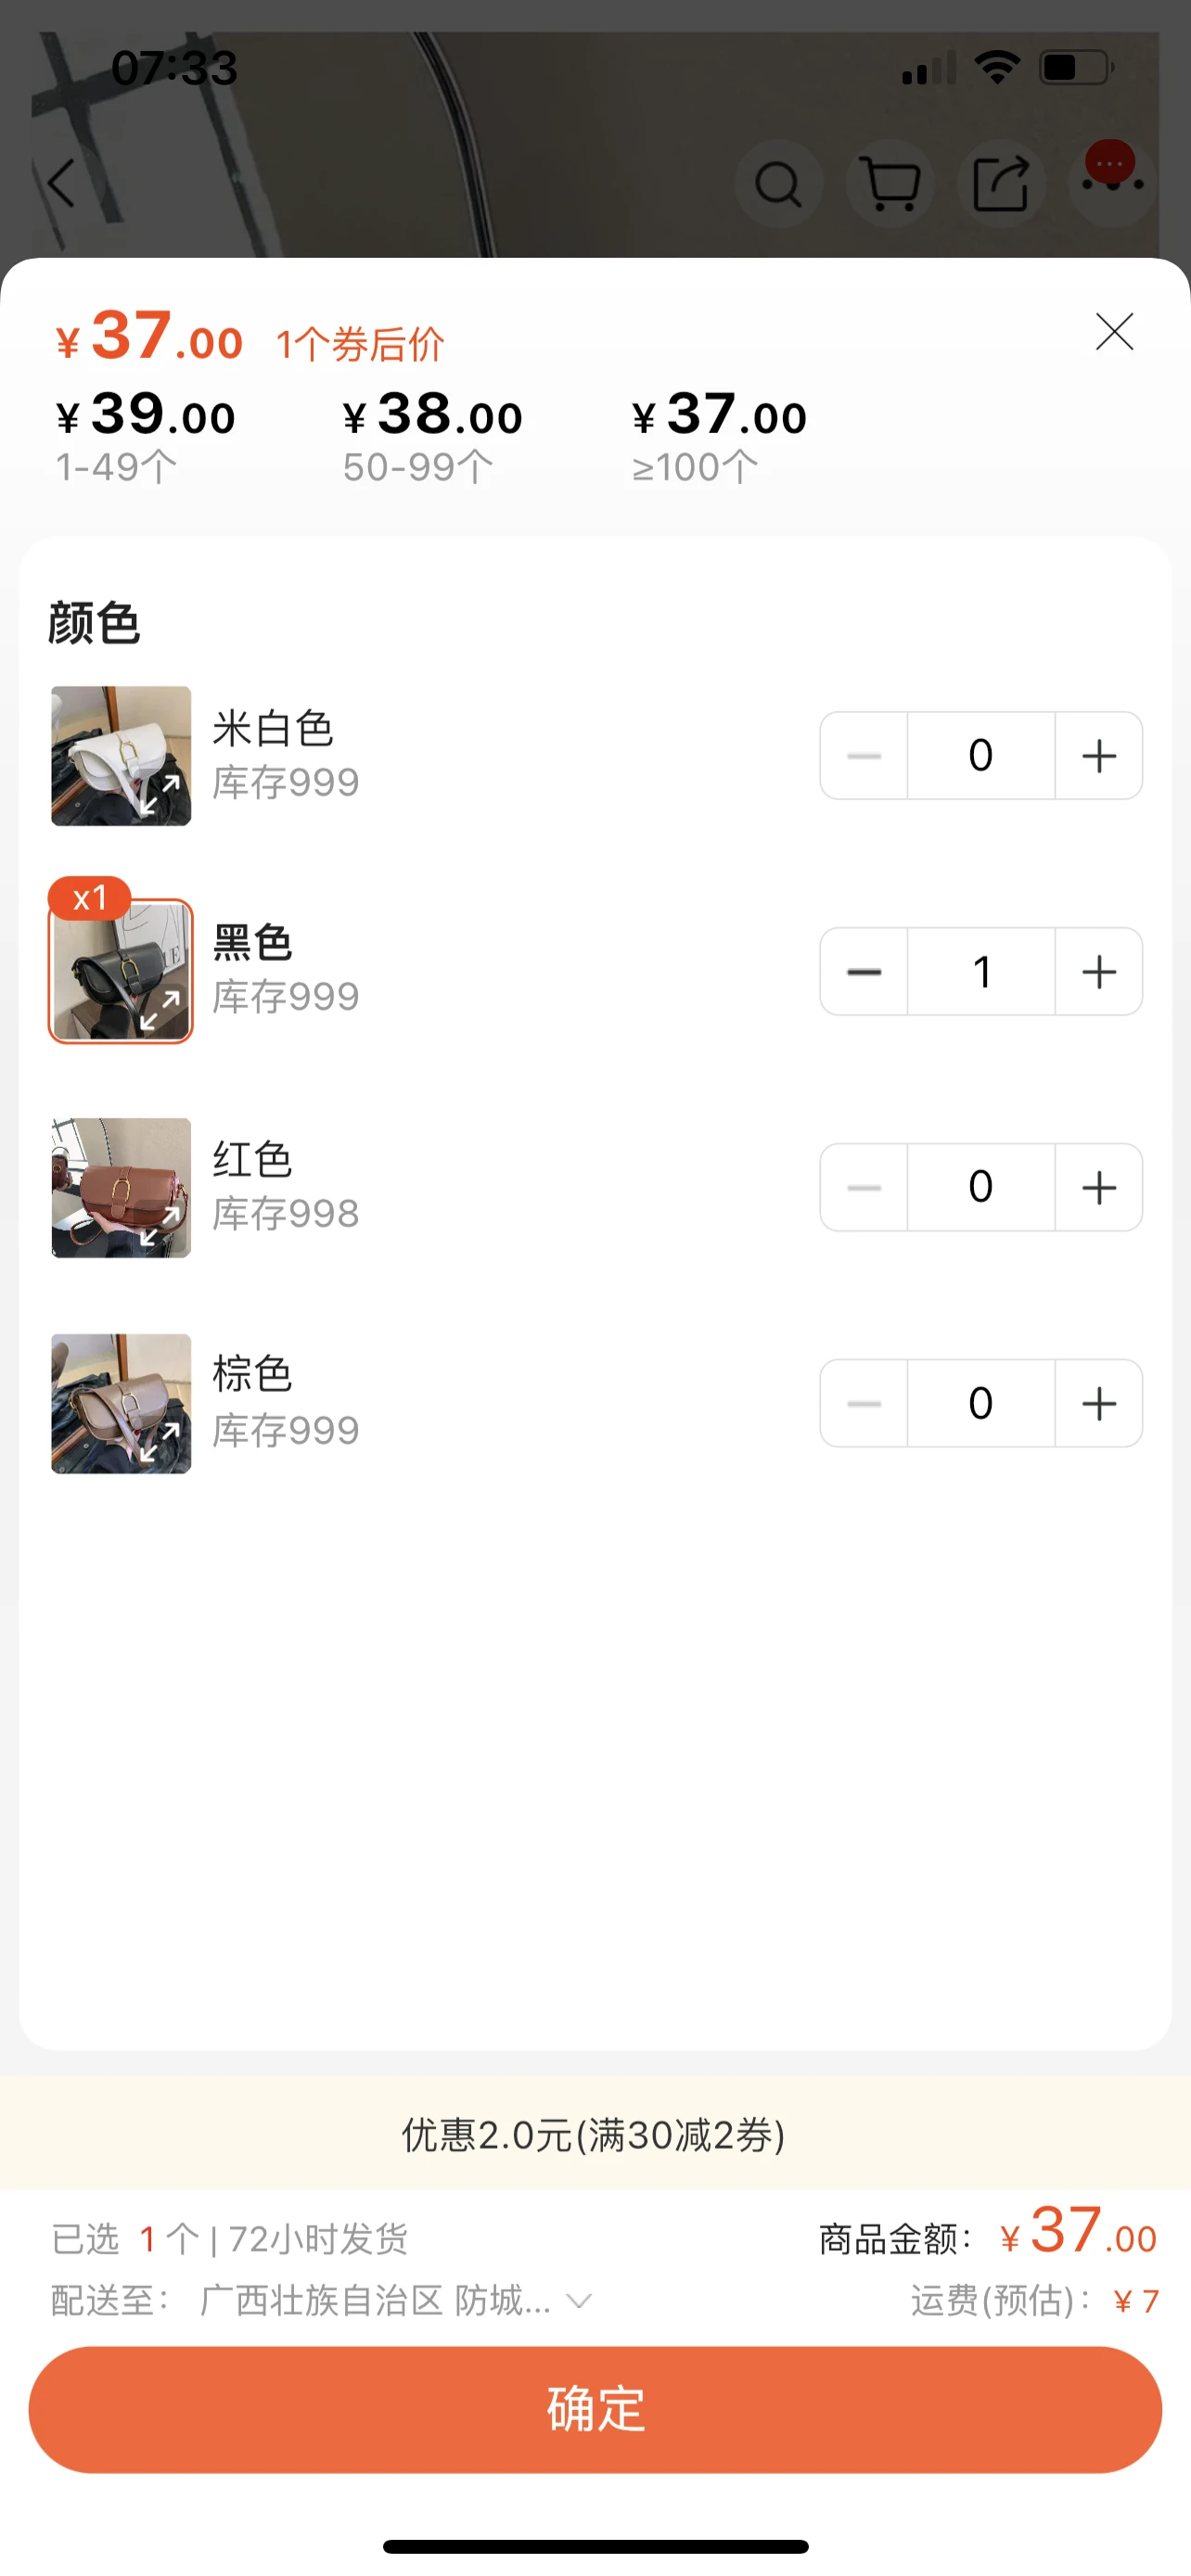 07:33
¥37.00 1个券后价
¥39.00 ¥38.00 ¥37.00
1-49个 50-99个 ≥100个
颜色
米白色
库存999
0
x1
黑色
库存999
1
红色
库存998
0
棕色
库存999
0
优惠2.0元(满30减2券)
已选 1 个 | 72小时发货 商品金额: ¥37.00
配送至: 广西壮族自治区 防城... 运费(预估): ¥7
确定